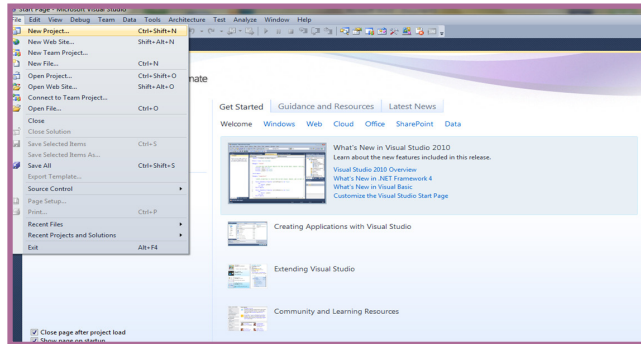 Start Page - Microsoft Visual Studio
File Edit View Debug Team Data Tools Architecture Test Analyze Window Help
New Project... Ctrl+Shift+N
New Web Site... Shift+Alt+N
New Team Project...
New File... Ctrl+N
Open Project... Ctrl+Shift+O
Open Web Site... Shift+Alt+O
Connect to Team Project...
Open File... Ctrl+O
Close
Close Solution
Save Selected Items Ctrl+S
Save Selected Items As...
Save All Ctrl+Shift+S
Export Template...
Source Control
Page Setup...
Print... Ctrl+P
Recent Files
Recent Projects and Solutions
Exit Alt+F4
Close page after project load
Show page on startup
mate
Get Started Guidance and Resources Latest News
Welcome Windows Web Cloud Office SharePoint Data
What's New in Visual Studio 2010
Learn about the new features included in this release.
Visual Studio 2010 Overview
What's New in .NET Framework 4
What's New in Visual Basic
Customize the Visual Studio Start Page
Creating Applications with Visual Studio
Extending Visual Studio
Community and Learning Resources